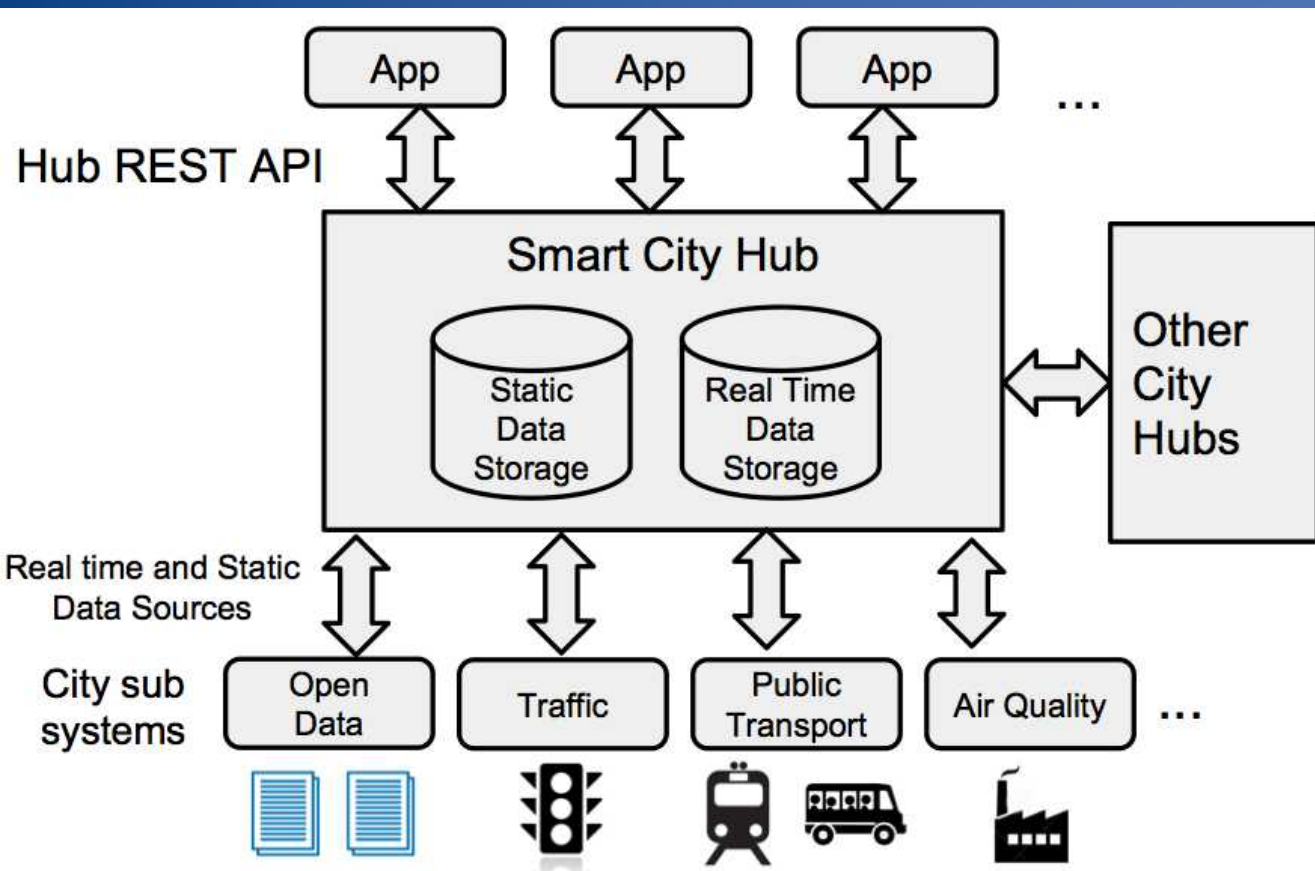 App
App
App
...
Hub REST API
Smart City Hub
Static
Data
Storage
Real Time
Data
Storage
Other
City
Hubs
Real time and Static
Data Sources
City sub
systems
Open
Data
Traffic
Public
Transport
Air Quality
...